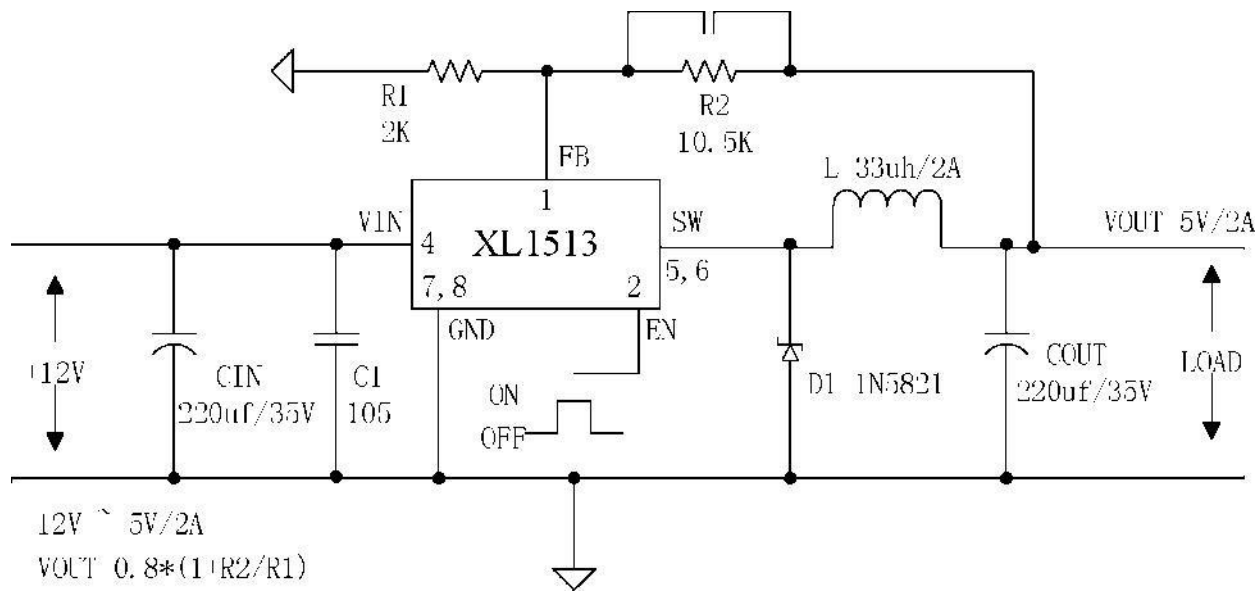 R1
2K
R2
10.5K
FB
1
L 33uh/2A
VIN
4
XL1513
SW
5,6
VOUT 5V/2A
7,8
2
GND
EN
+12V
CIN
220uf/35V
C1
105
ON
OFF
D1 1N5821
COUT
220uf/35V
LOAD
12V ~ 5V/2A
VOUT 0.8*(1+R2/R1)